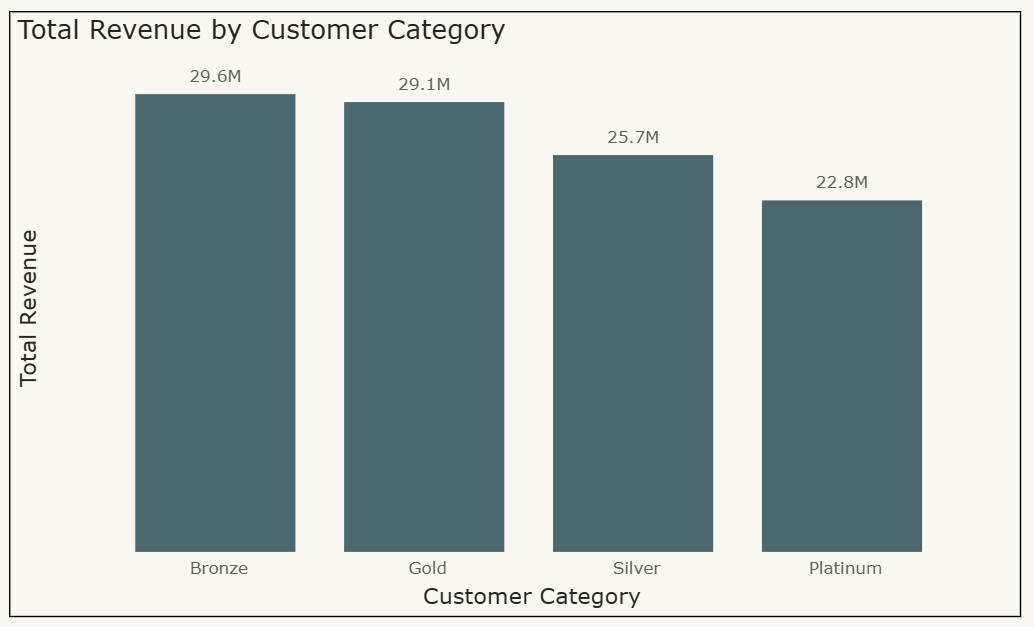 Total Revenue by Customer Category
29.6M
29.1M
25.7M
22.8M
Total Revenue
Bronze
Gold
Silver
Platinum
Customer Category